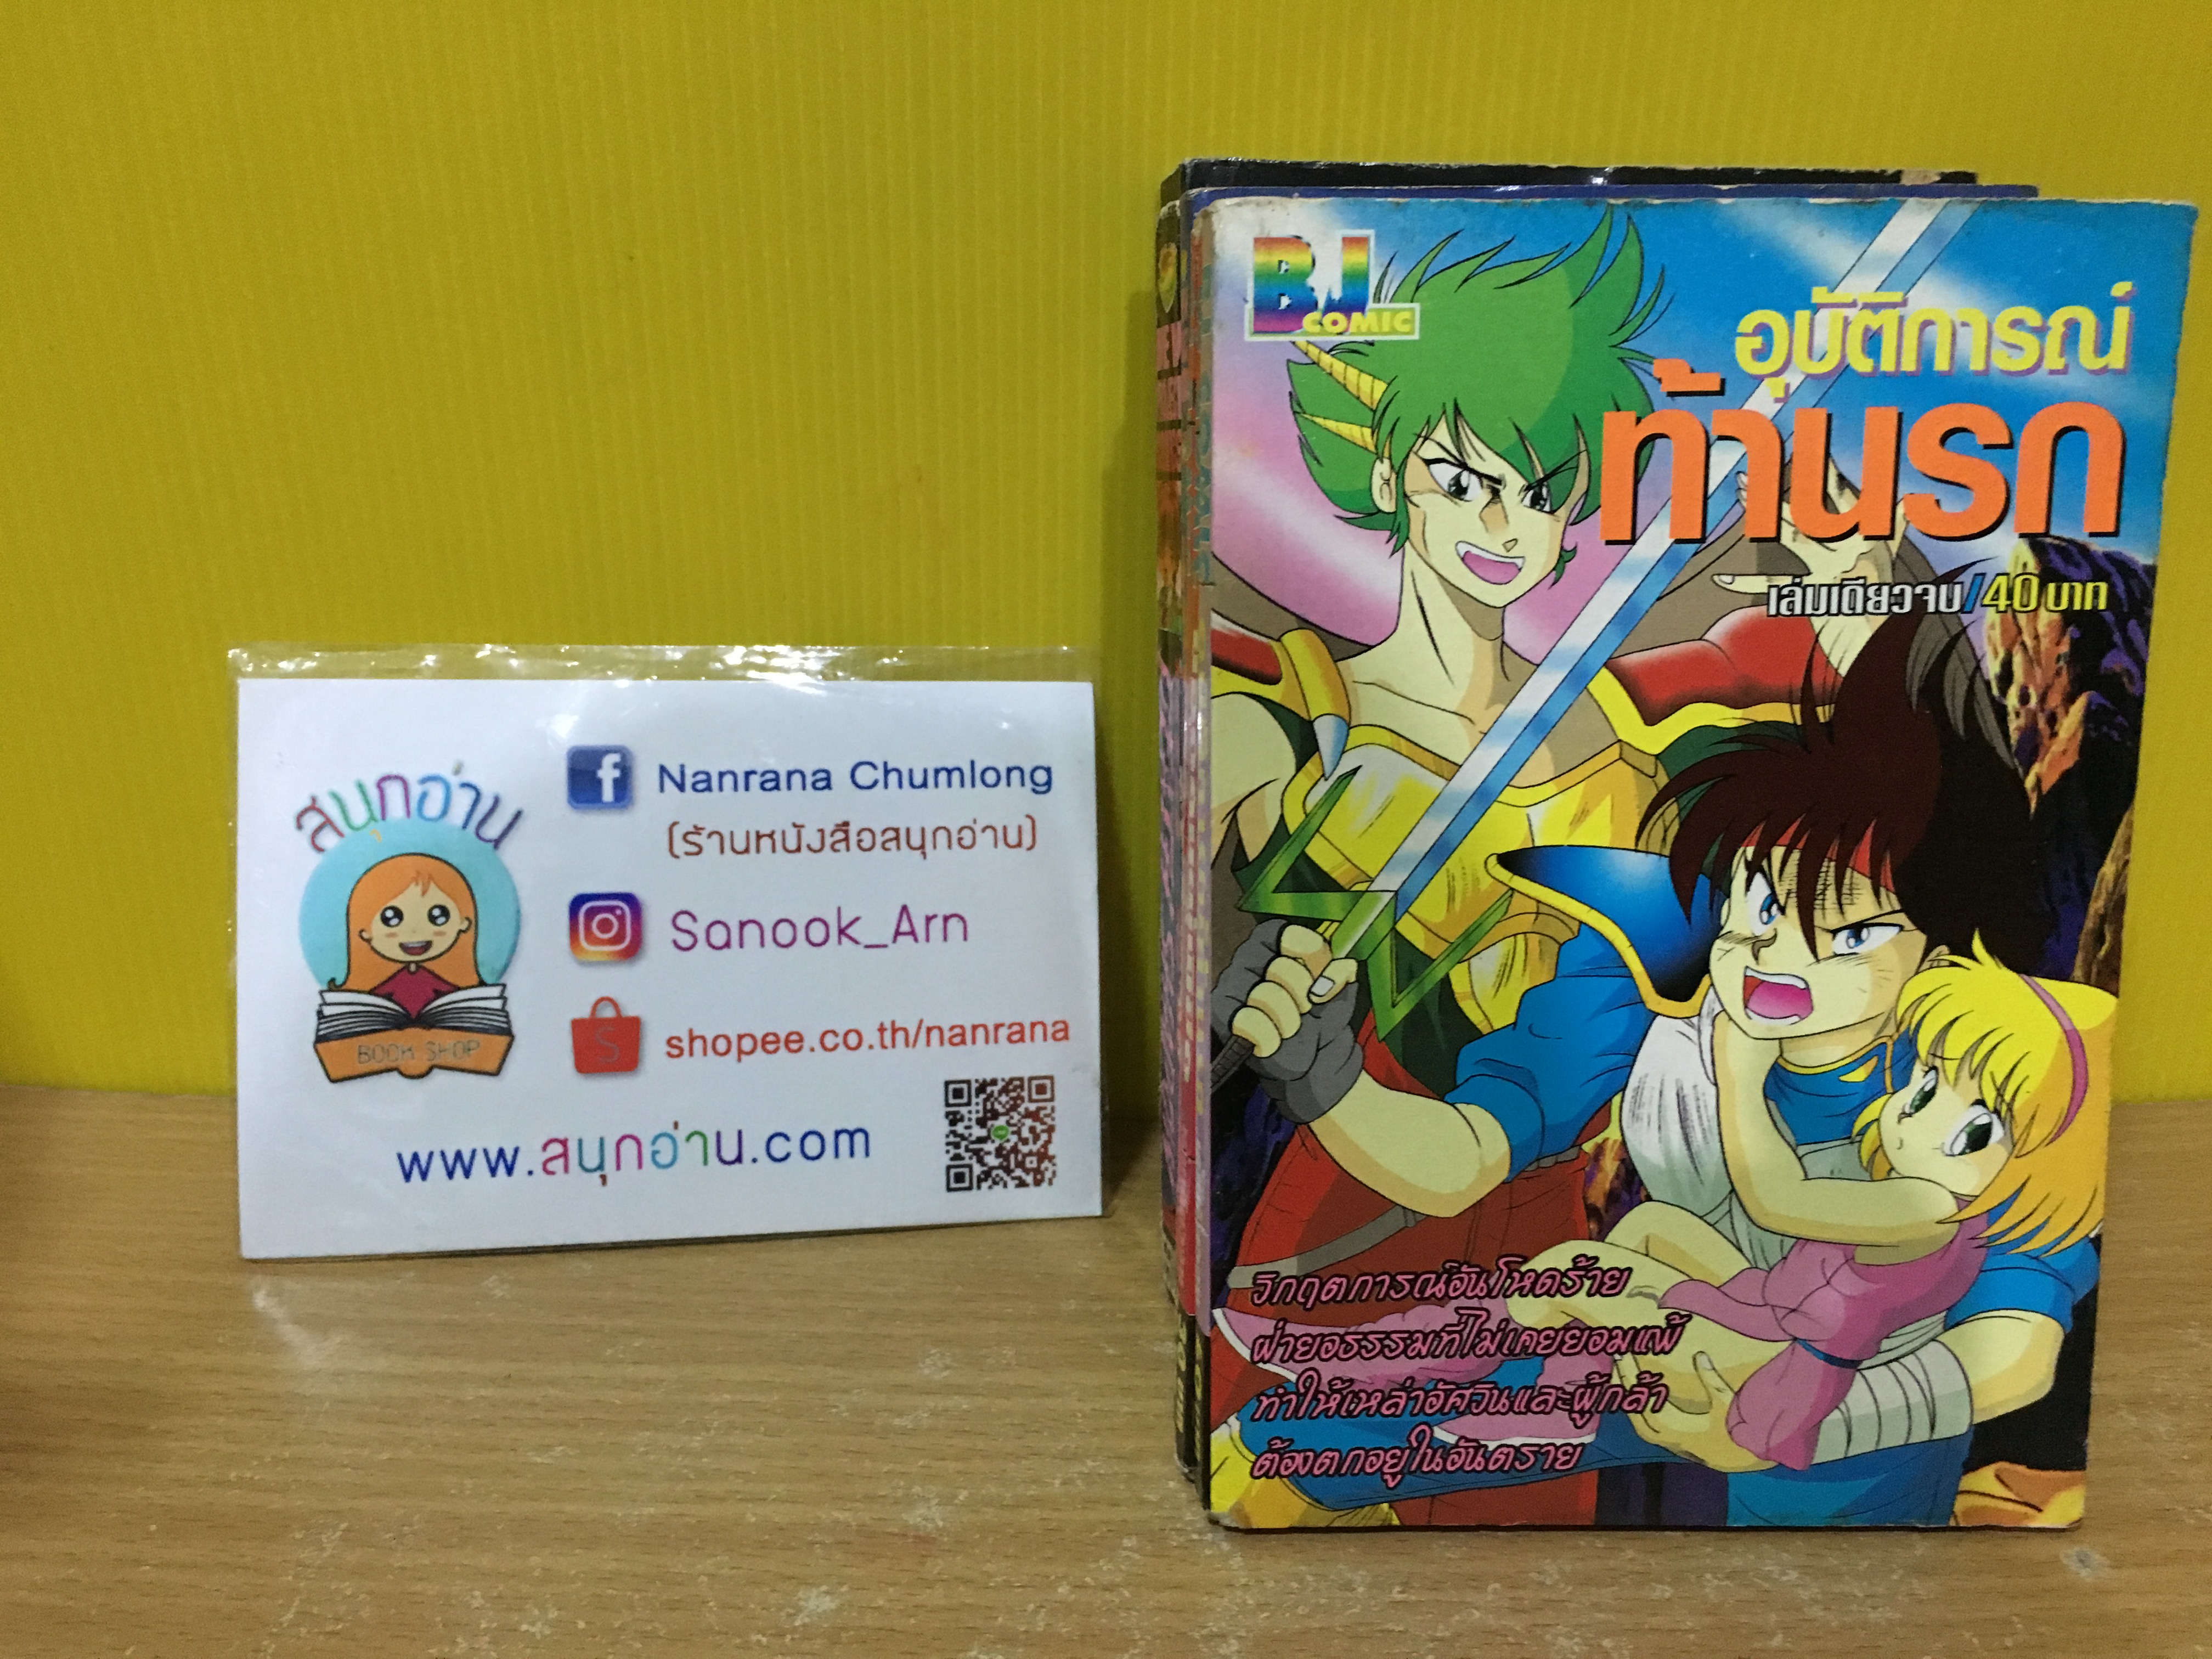 สนุกอ่าน
BOOK SHOP
Nanrana Chumlong
(ร้านหนังสือสนุกอ่าน)
Sanook_Arn
shopee.co.th/nanrana
www.สนุกอ่าน.com
BJ
COMIC
อุบัติการณ์
ท้านรก
เล่มเดียวจบ/40 บาท
วิกฤตการณ์อันโหดร้าย
ฝ่ายอธรรมที่ไม่เคยยอมแพ้
ทำให้เหล่าอัศวินและผู้กล้า
ต้องตกอยู่ในอันตราย